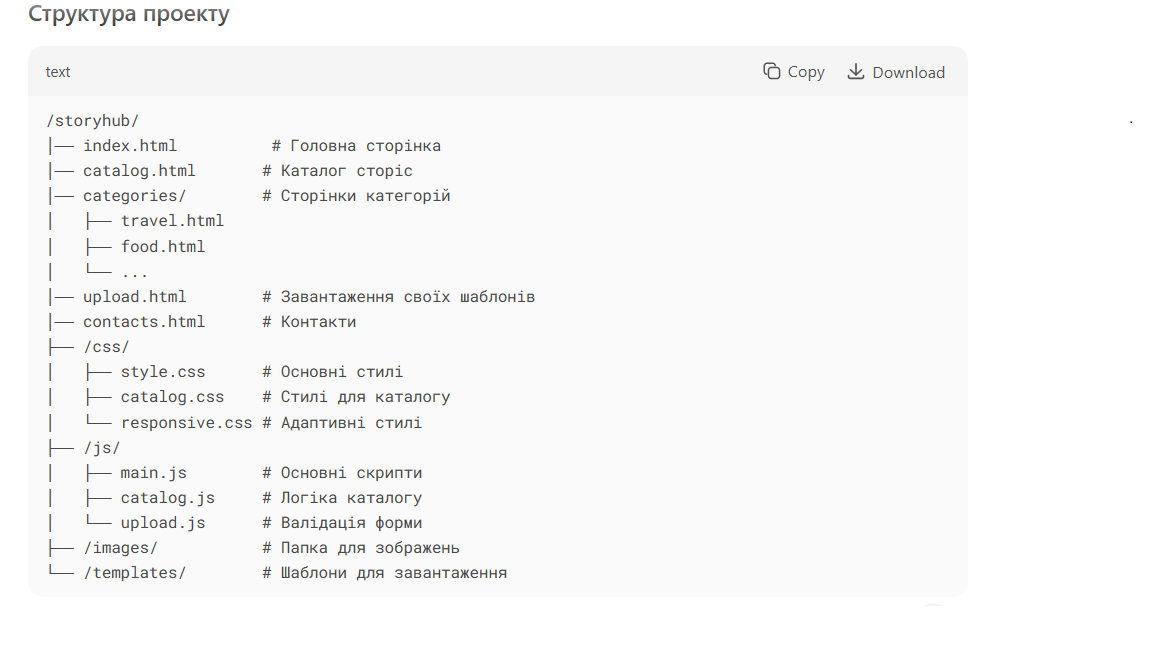 Структура проекту
text Copy Download
/storyhub/
├── index.html          # Головна сторінка
├── catalog.html       # Каталог сторіс
├── categories/        # Сторінки категорій
│   ├── travel.html
│   ├── food.html
│   └── ...
├── upload.html        # Завантаження своїх шаблонів
├── contacts.html      # Контакти
├── /css/
│   ├── style.css      # Основні стилі
│   ├── catalog.css    # Стилі для каталогу
│   └── responsive.css # Адаптивні стилі
├── /js/
│   ├── main.js        # Основні скрипти
│   ├── catalog.js     # Логіка каталогу
│   └── upload.js      # Валідація форми
├── /images/           # Папка для зображень
└── /templates/        # Шаблони для завантаження